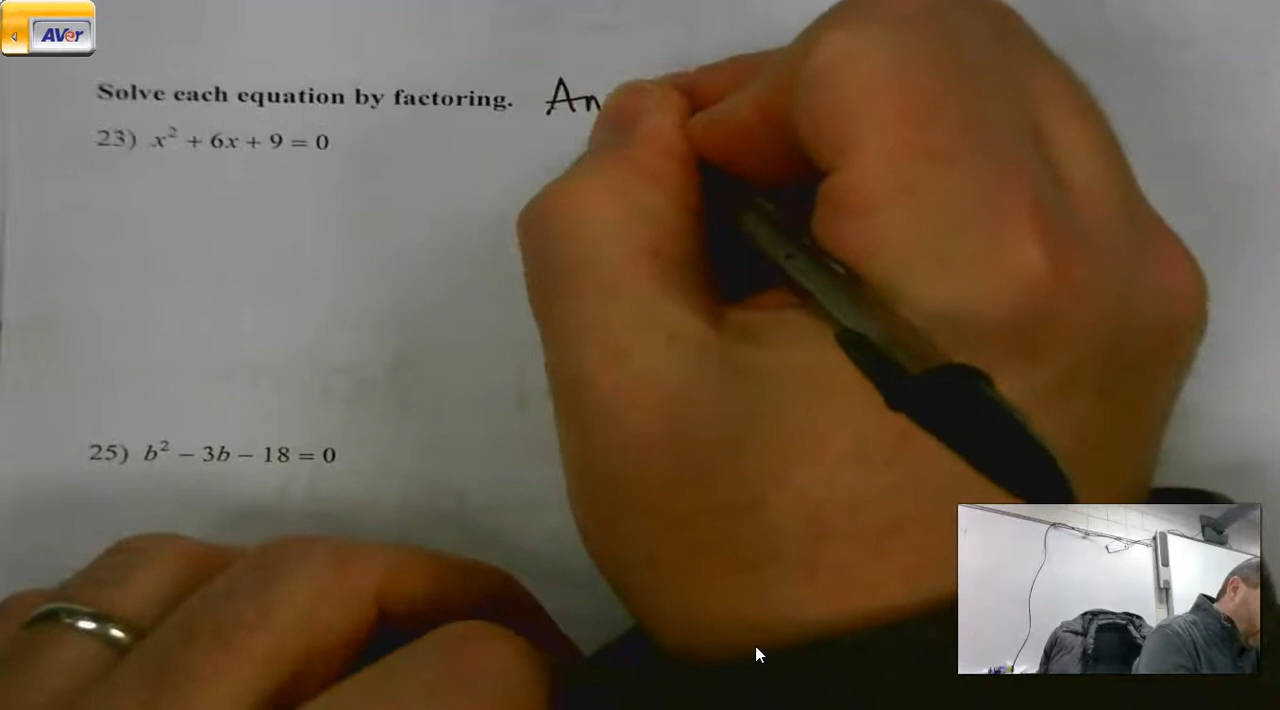 AVer
Solve each equation by factoring. An
23) x² + 6x + 9 = 0
25) b² − 3b − 18 = 0